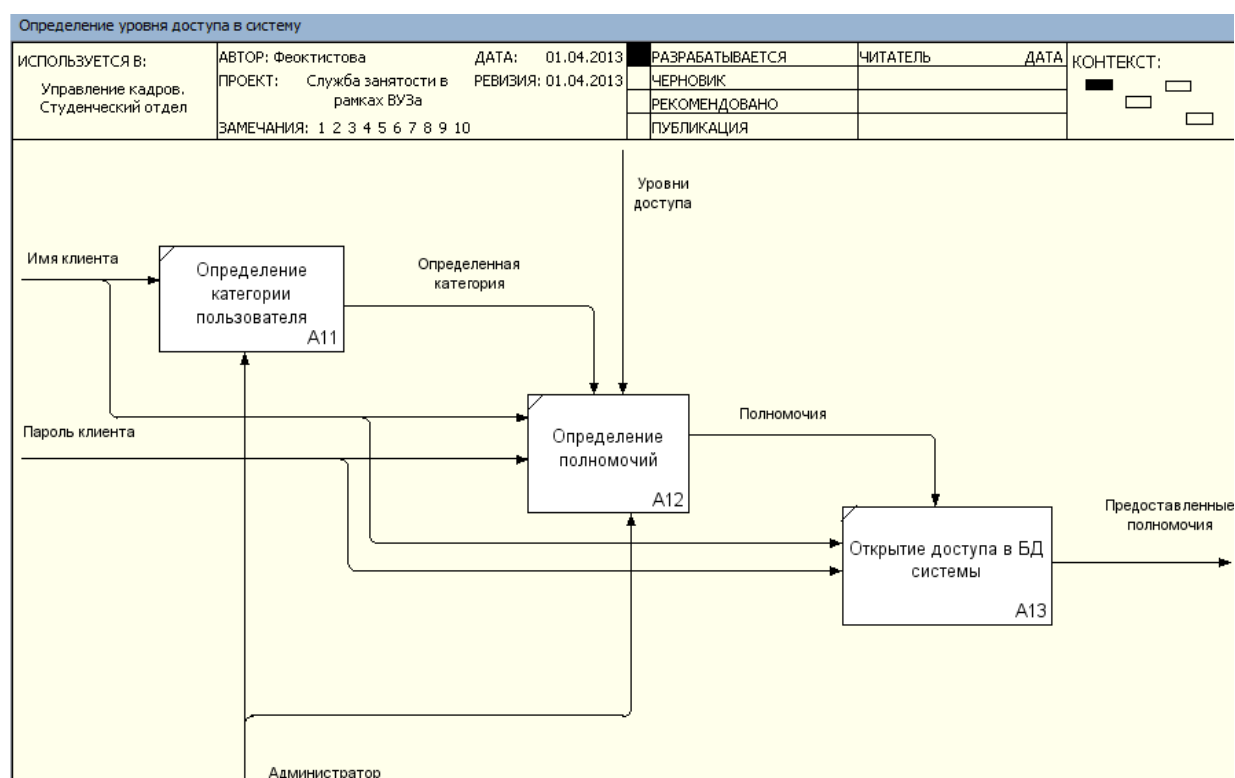 Определение уровня доступа в систему
ИСПОЛЬЗУЕТСЯ В:
Управление кадров.
Студенческий отдел
АВТОР: Феоктистова
ДАТА: 01.04.2013
ПРОЕКТ: Служба занятости в
рамках ВУЗа
РЕВИЗИЯ: 01.04.2013
ЗАМЕЧАНИЯ: 1 2 3 4 5 6 7 8 9 10
РАЗРАБАТЫВАЕТСЯ
ЧЕРНОВИК
РЕКОМЕНДОВАНО
ПУБЛИКАЦИЯ
ЧИТАТЕЛЬ ДАТА
КОНТЕКСТ:
Уровни
доступа
Имя клиента
Определение
категории
пользователя
A11
Определенная
категория
Пароль клиента
Определение
полномочий
A12
Полномочия
Открытие доступа в БД
системы
A13
Предоставленные
полномочия
Администратор